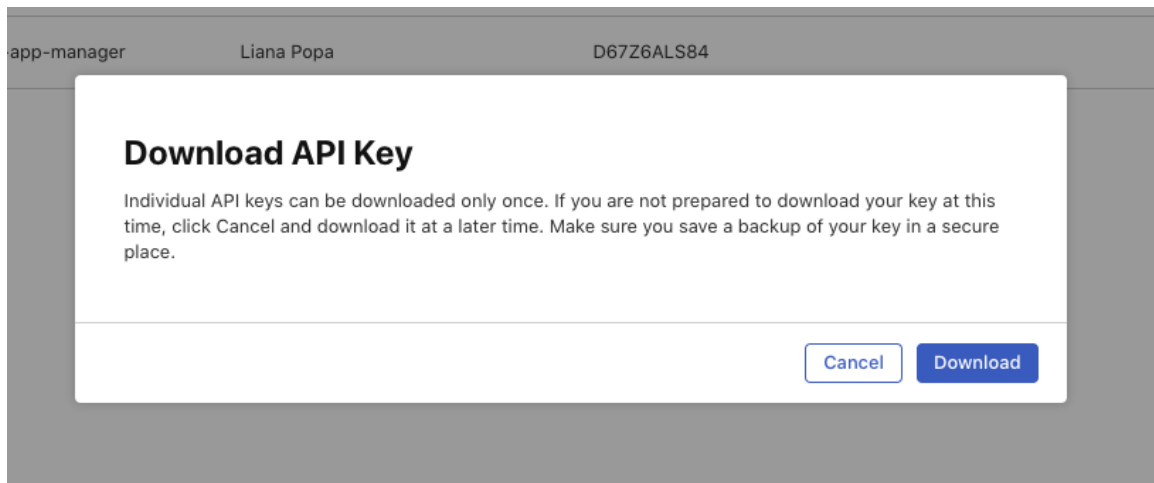 -app-manager Liana Popa D67Z6ALS84
Download API Key
Individual API keys can be downloaded only once. If you are not prepared to download your key at this
time, click Cancel and download it at a later time. Make sure you save a backup of your key in a secure
place.
Cancel Download